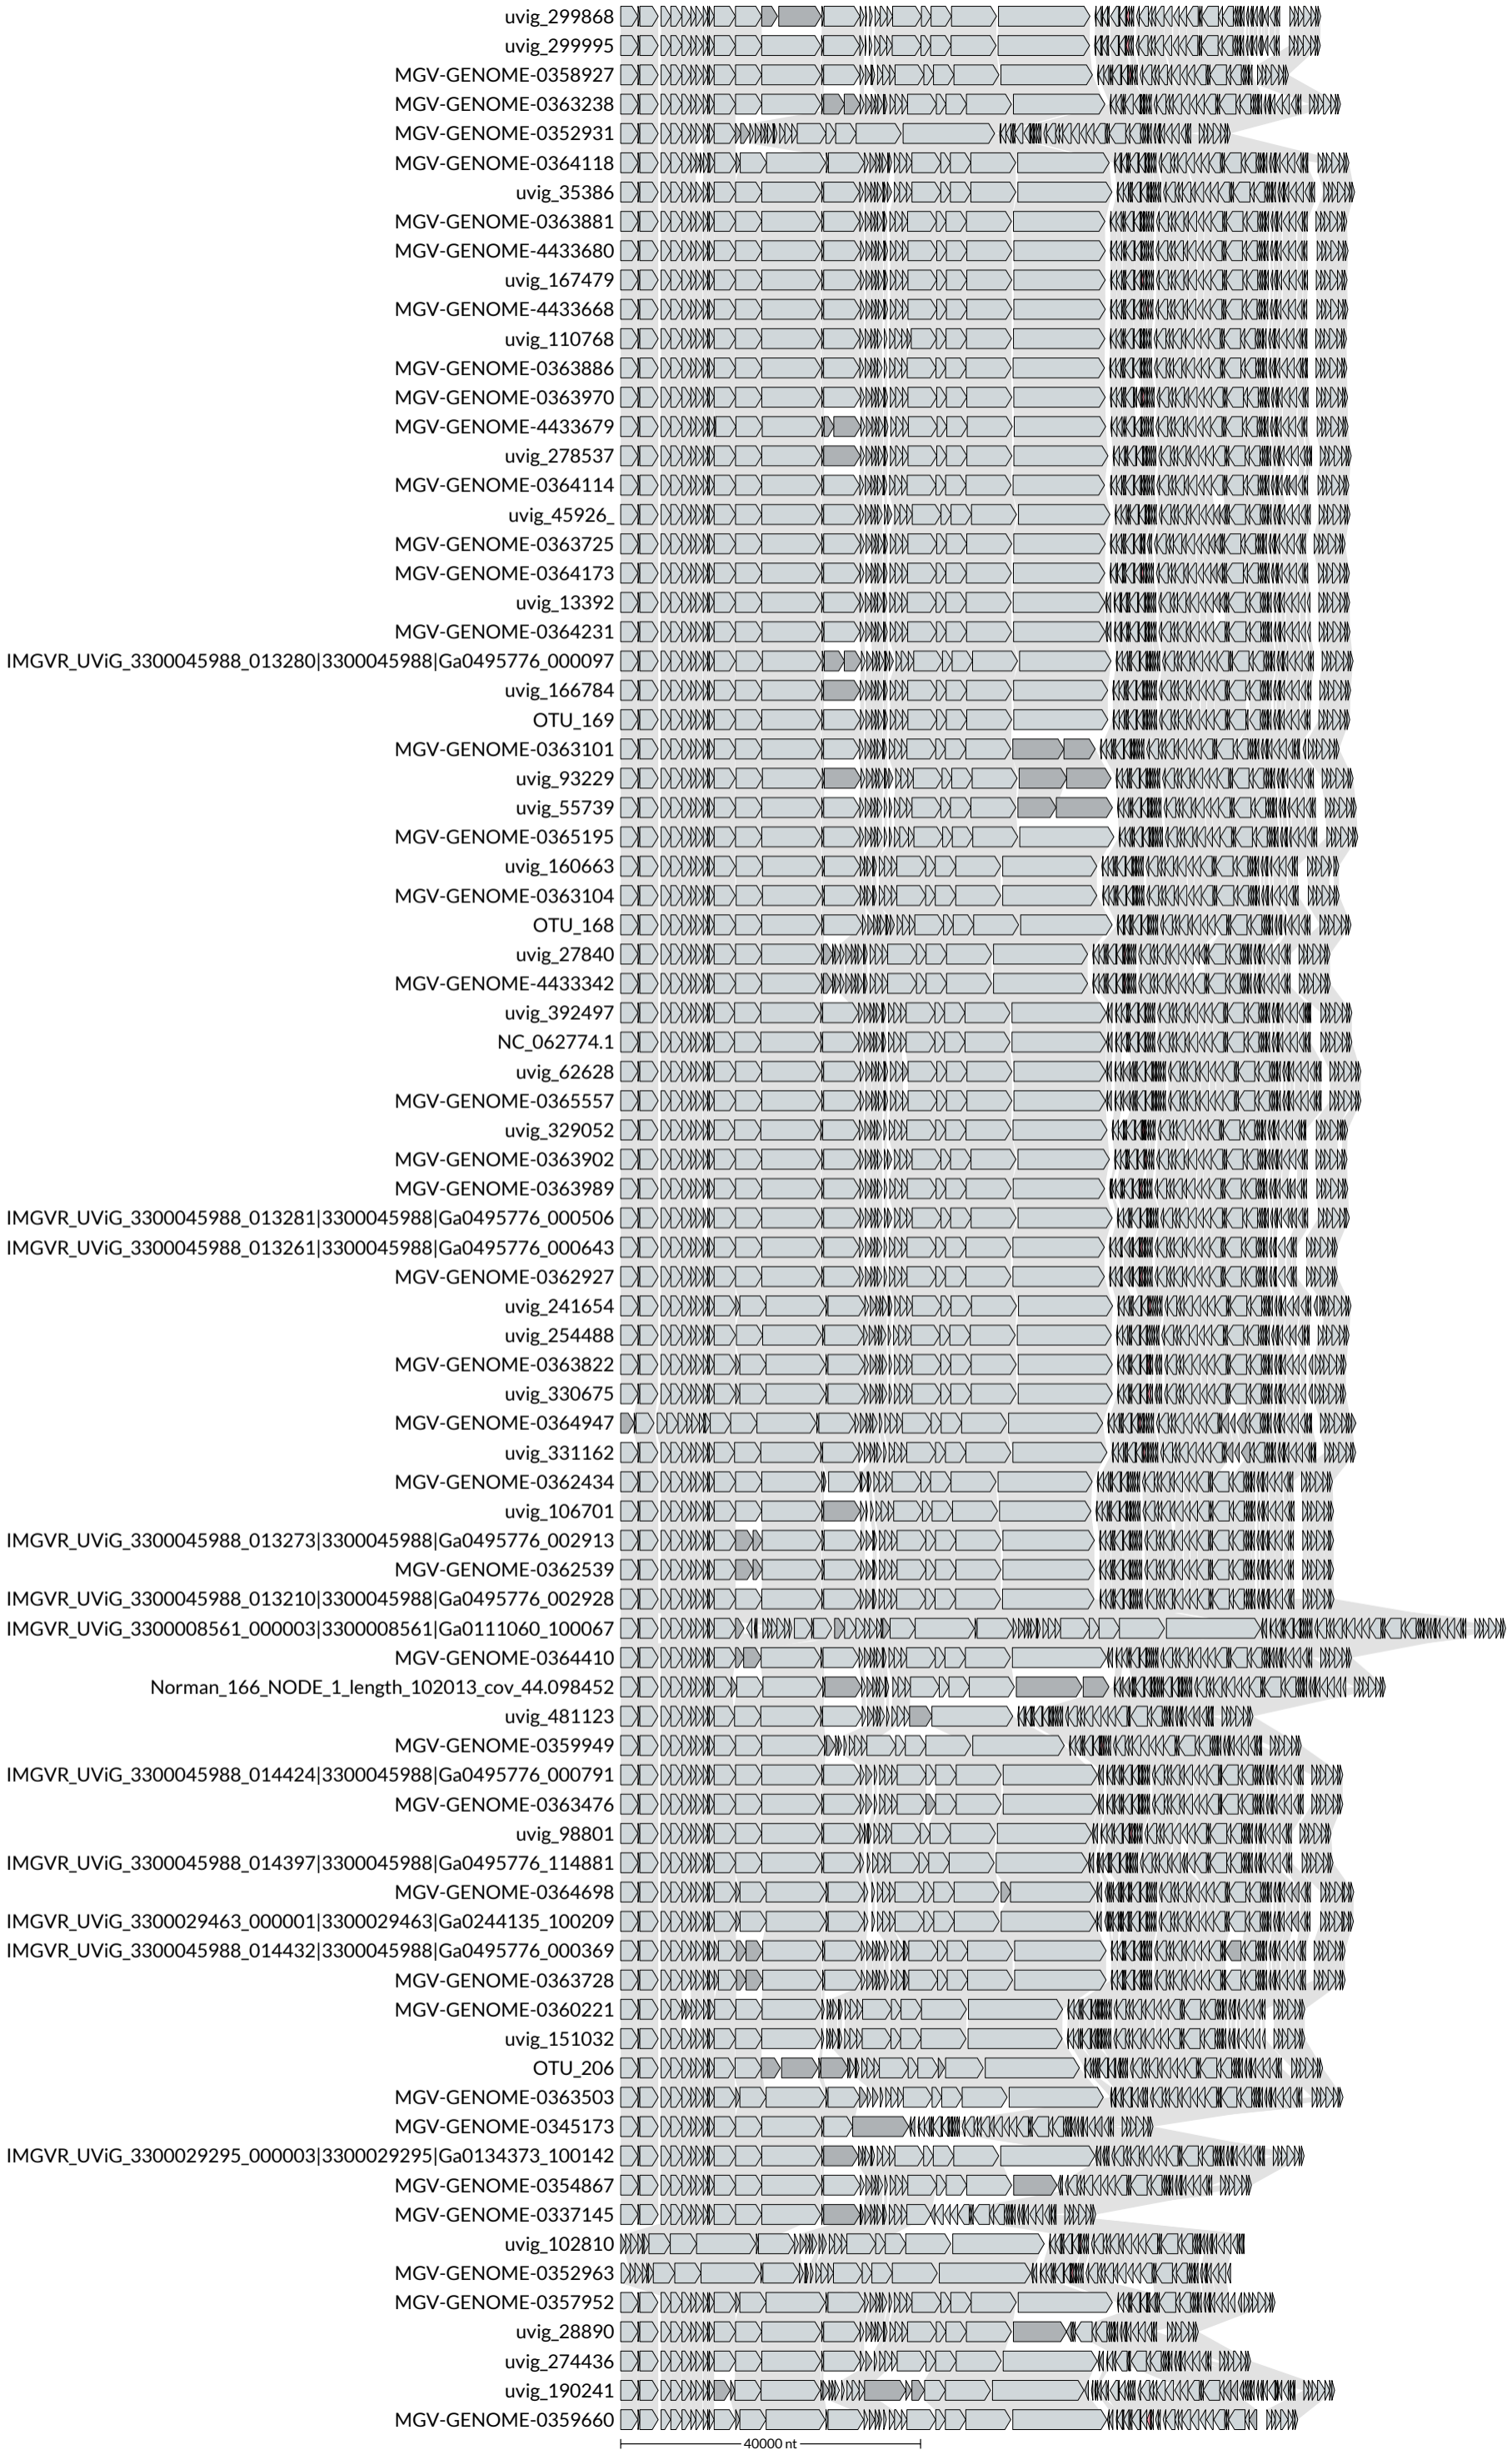 uvig_299868
uvig_299995
MGV-GENOME-0358927
MGV-GENOME-0363238
MGV-GENOME-0352931
MGV-GENOME-0364118
uvig_35386
MGV-GENOME-0363881
MGV-GENOME-4433680
uvig_167479
MGV-GENOME-4433668
uvig_110768
MGV-GENOME-0363886
MGV-GENOME-0363970
MGV-GENOME-4433679
uvig_278537
MGV-GENOME-0364114
uvig_45926_
MGV-GENOME-0363725
MGV-GENOME-0364173
uvig_13392
MGV-GENOME-0364231
IMGVR_UViG_3300045988_013280|3300045988|Ga0495776_000097
uvig_166784
OTU_169
MGV-GENOME-0363101
uvig_93229
uvig_55739
MGV-GENOME-0365195
uvig_160663
MGV-GENOME-0363104
OTU_168
uvig_27840
MGV-GENOME-4433342
uvig_392497
NC_062774.1
uvig_62628
MGV-GENOME-0365557
uvig_329052
MGV-GENOME-0363902
MGV-GENOME-0363989
IMGVR_UViG_3300045988_013281|3300045988|Ga0495776_000506
IMGVR_UViG_3300045988_013261|3300045988|Ga0495776_000643
MGV-GENOME-0362927
uvig_241654
uvig_254488
MGV-GENOME-0363822
uvig_330675
MGV-GENOME-0364947
uvig_331162
MGV-GENOME-0362434
uvig_106701
IMGVR_UViG_3300045988_013273|3300045988|Ga0495776_002913
MGV-GENOME-0362539
IMGVR_UViG_3300045988_013210|3300045988|Ga0495776_002928
IMGVR_UViG_3300008561_000003|3300008561|Ga0111060_100067
MGV-GENOME-0364410
Norman_166_NODE_1_length_102013_cov_44.098452
uvig_481123
MGV-GENOME-0359949
IMGVR_UViG_3300045988_014424|3300045988|Ga0495776_000791
MGV-GENOME-0363476
uvig_98801
IMGVR_UViG_3300045988_014397|3300045988|Ga0495776_114881
MGV-GENOME-0364698
IMGVR_UViG_3300029463_000001|3300029463|Ga0244135_100209
IMGVR_UViG_3300045988_014432|3300045988|Ga0495776_000369
MGV-GENOME-0363728
MGV-GENOME-0360221
uvig_151032
OTU_206
MGV-GENOME-0363503
MGV-GENOME-0345173
IMGVR_UViG_3300029295_000003|3300029295|Ga0134373_100142
MGV-GENOME-0354867
MGV-GENOME-0337145
uvig_102810
MGV-GENOME-0352963
MGV-GENOME-0357952
uvig_28890
uvig_274436
uvig_190241
MGV-GENOME-0359660
40000 nt